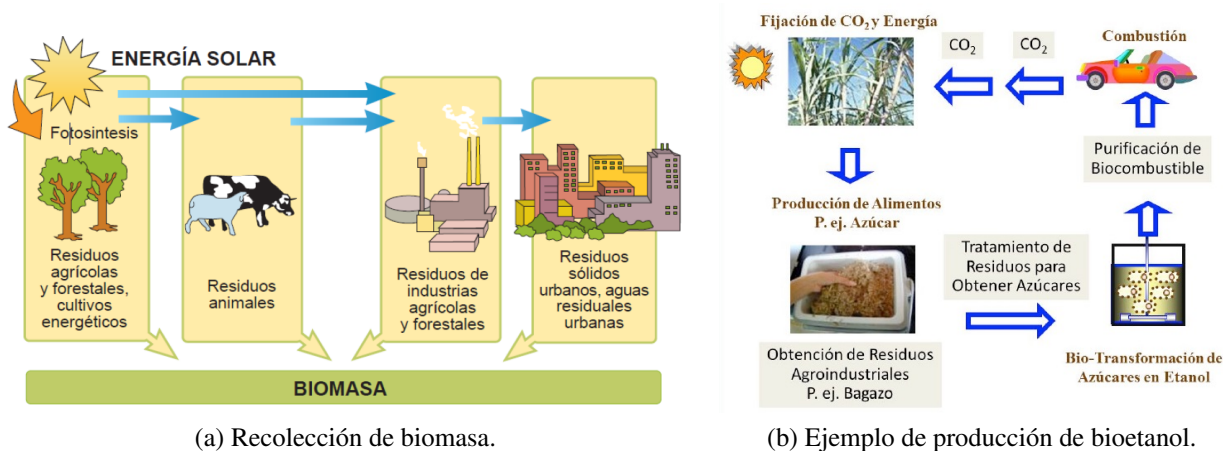 ENERGÍA SOLAR
Fotosintesis
Residuos
agrícolas
y forestales,
cultivos
energéticos
Residuos
animales
Residuos de
industrias
agrícolas
y forestales
Residuos
sólidos
urbanos, aguas
residuales
urbanas
BIOMASA
(a) Recolección de biomasa.
Fijación de CO2 y Energía
CO2
CO2
Combustión
Purificación de
Biocombustible
Producción de Alimentos
P. ej. Azúcar
Tratamiento de
Residuos para
Obtener Azúcares
Obtención de Residuos
Agroindustriales
P. ej. Bagazo
Bio-Transformación de
Azúcares en Etanol
(b) Ejemplo de producción de bioetanol.